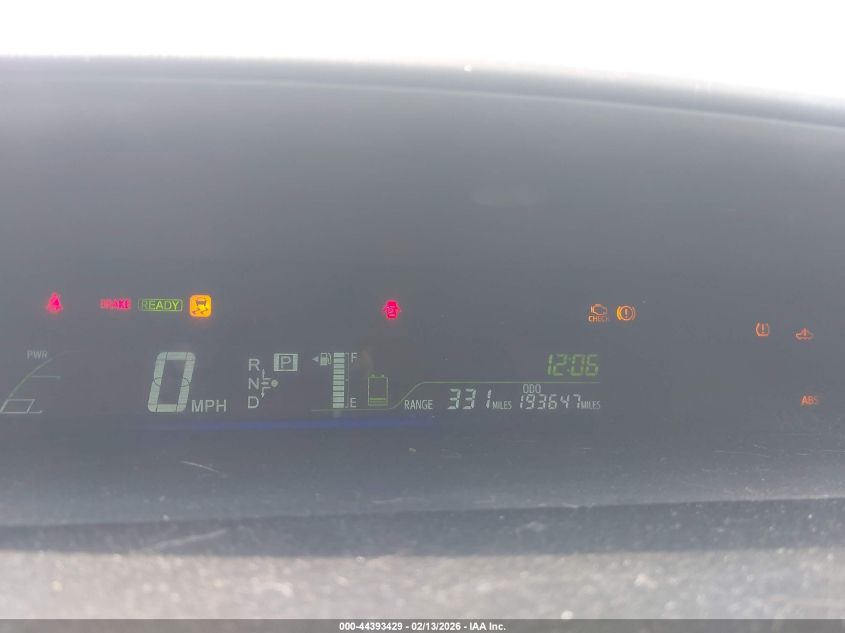 BRAKE READY
CHECK
PWR
0 MPH
R P
N
D
F
E
12:06
ODO
RANGE 331 MILES 193647 MILES
ABS
000-44393429 - 02/13/2026 - IAA Inc.